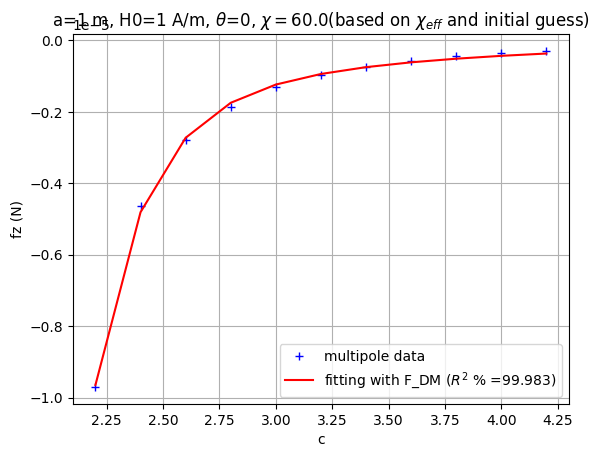 a=1 m, H0=1 A/m, θ=0, χ = 60.0(based on χ_eff and initial guess)
1e−5
0.0
−0.2
−0.4
−0.6
−0.8
−1.0
fz (N)
multipole data
fitting with F_DM (R² % =99.983)
2.25 2.50 2.75 3.00 3.25 3.50 3.75 4.00 4.25
c